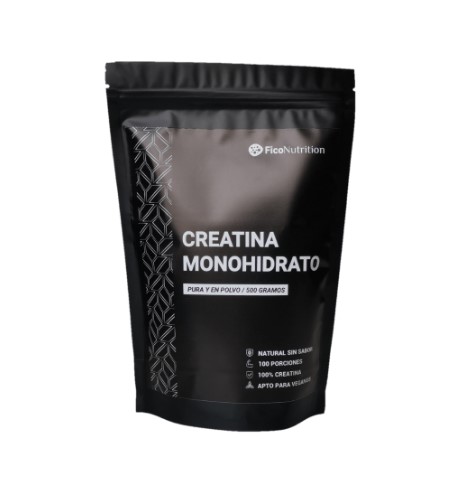 FicoNutrition
CREATINA
MONOHIDRATO
PURA Y EN POLVO / 500 GRAMOS
NATURAL SIN SABOR
100 PORCIONES
100% CREATINA
APTO PARA VEGANOS